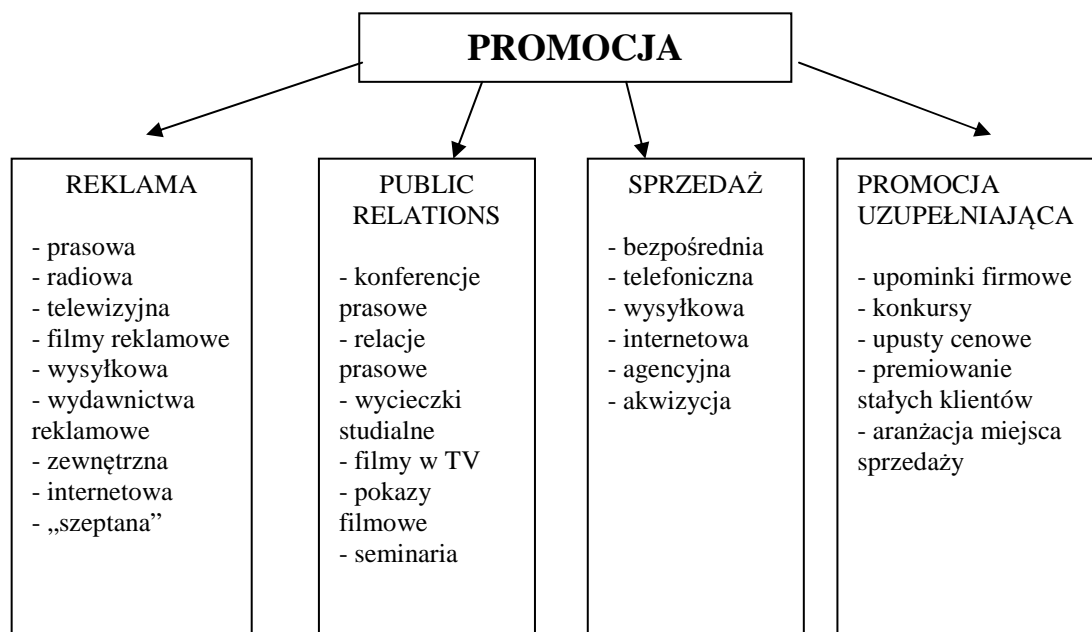 PROMOCJA
REKLAMA
- prasowa
- radiowa
- telewizyjna
- filmy reklamowe
- wysyłkowa
- wydawnictwa
reklamowe
- zewnętrzna
- internetowa
- „szeptana”
PUBLIC
RELATIONS
- konferencje
prasowe
- relacje
prasowe
- wycieczki
studialne
- filmy w TV
- pokazy
filmowe
- seminaria
SPRZEDAŻ
- bezpośrednia
- telefoniczna
- wysyłkowa
- internetowa
- agencyjna
- akwizycja
PROMOCJA
UZUPEŁNIAJĄCA
- upominki firmowe
- konkursy
- upusty cenowe
- premiowanie
stałych klientów
- aranżacja miejsca
sprzedaży